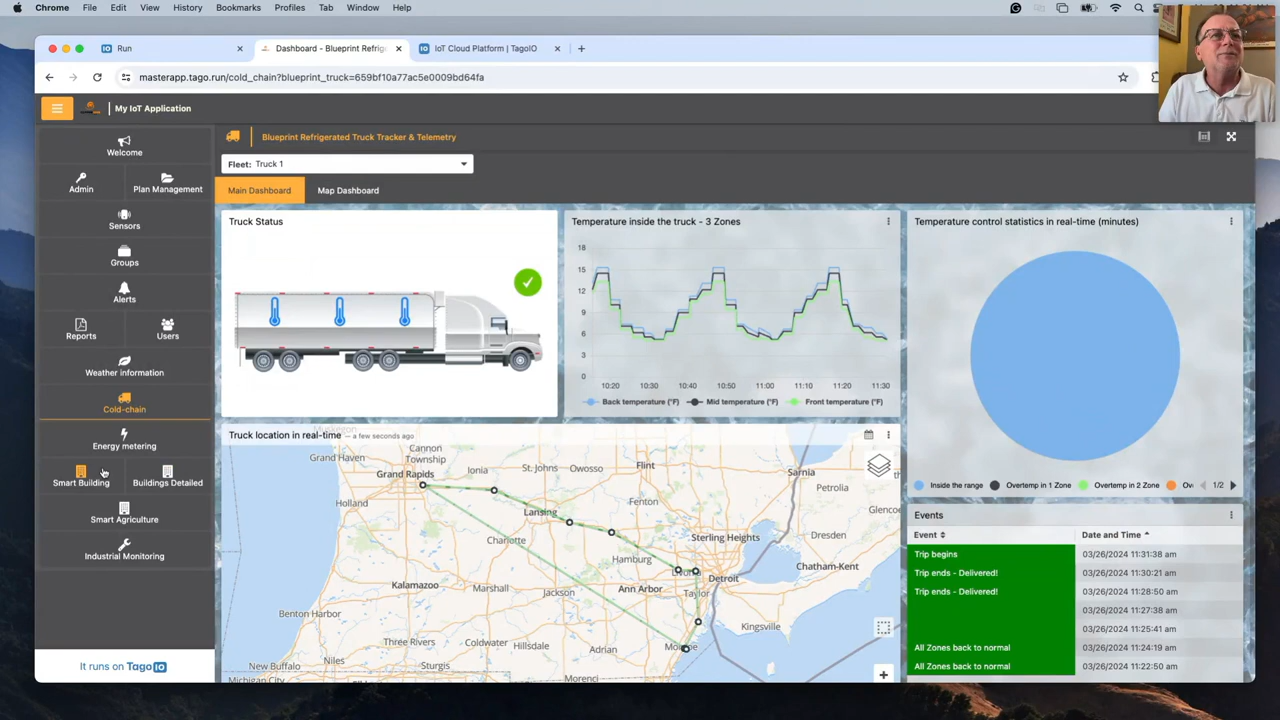 Chrome File Edit View History Bookmarks Profiles Tab Window Help
Run
Dashboard - Blueprint Refrig
IoT Cloud Platform | TagoIO
masterapp.tago.run/cold_chain?blueprint_truck=659bf10a77ac5e0009bd64fa
My IoT Application
Welcome
Admin
Plan Management
Sensors
Groups
Alerts
Reports
Users
Weather information
Cold-chain
Energy metering
Smart Building
Buildings Detailed
Smart Agriculture
Industrial Monitoring
It runs on TagoIO
Blueprint Refrigerated Truck Tracker & Telemetry
Fleet: Truck 1
Main Dashboard
Map Dashboard
Truck Status
Temperature inside the truck - 3 Zones
18
15
12
9
6
3
0
10:20 10:30 10:40 10:50 11:00 11:10 11:20 11:30
Back temperature (°F) Mid temperature (°F) Front temperature (°F)
Temperature control statistics in real-time (minutes)
Inside the range Overtemp in 1 Zone Overtemp in 2 Zone Ov 1/2
Truck location in real-time — a few seconds ago
Muskegon
Grand Haven
Cannon
Township
Grand Rapids
Ionia
St. Johns
Owosso
Flint
Sarnia
Petrolia
Holland
Lansing
Fenton
Charlotte
Sterling Heights
Hamburg
Chatham-Kent
Detroit
Kalamazoo
Ann Arbor
Taylor
Jackson
Benton Harbor
Kingsville
Three Rivers
Hillsdale
Adrian
Monroe
Niles
Sturgis
Morenci
New Buffalo
Michigan City
Leamington
Events
Event Date and Time
Trip begins 03/26/2024 11:31:38 am
Trip ends - Delivered! 03/26/2024 11:30:21 am
Trip ends - Delivered! 03/26/2024 11:28:50 am
03/26/2024 11:27:38 am
03/26/2024 11:25:41 am
All Zones back to normal 03/26/2024 11:24:19 am
All Zones back to normal 03/26/2024 11:22:50 am